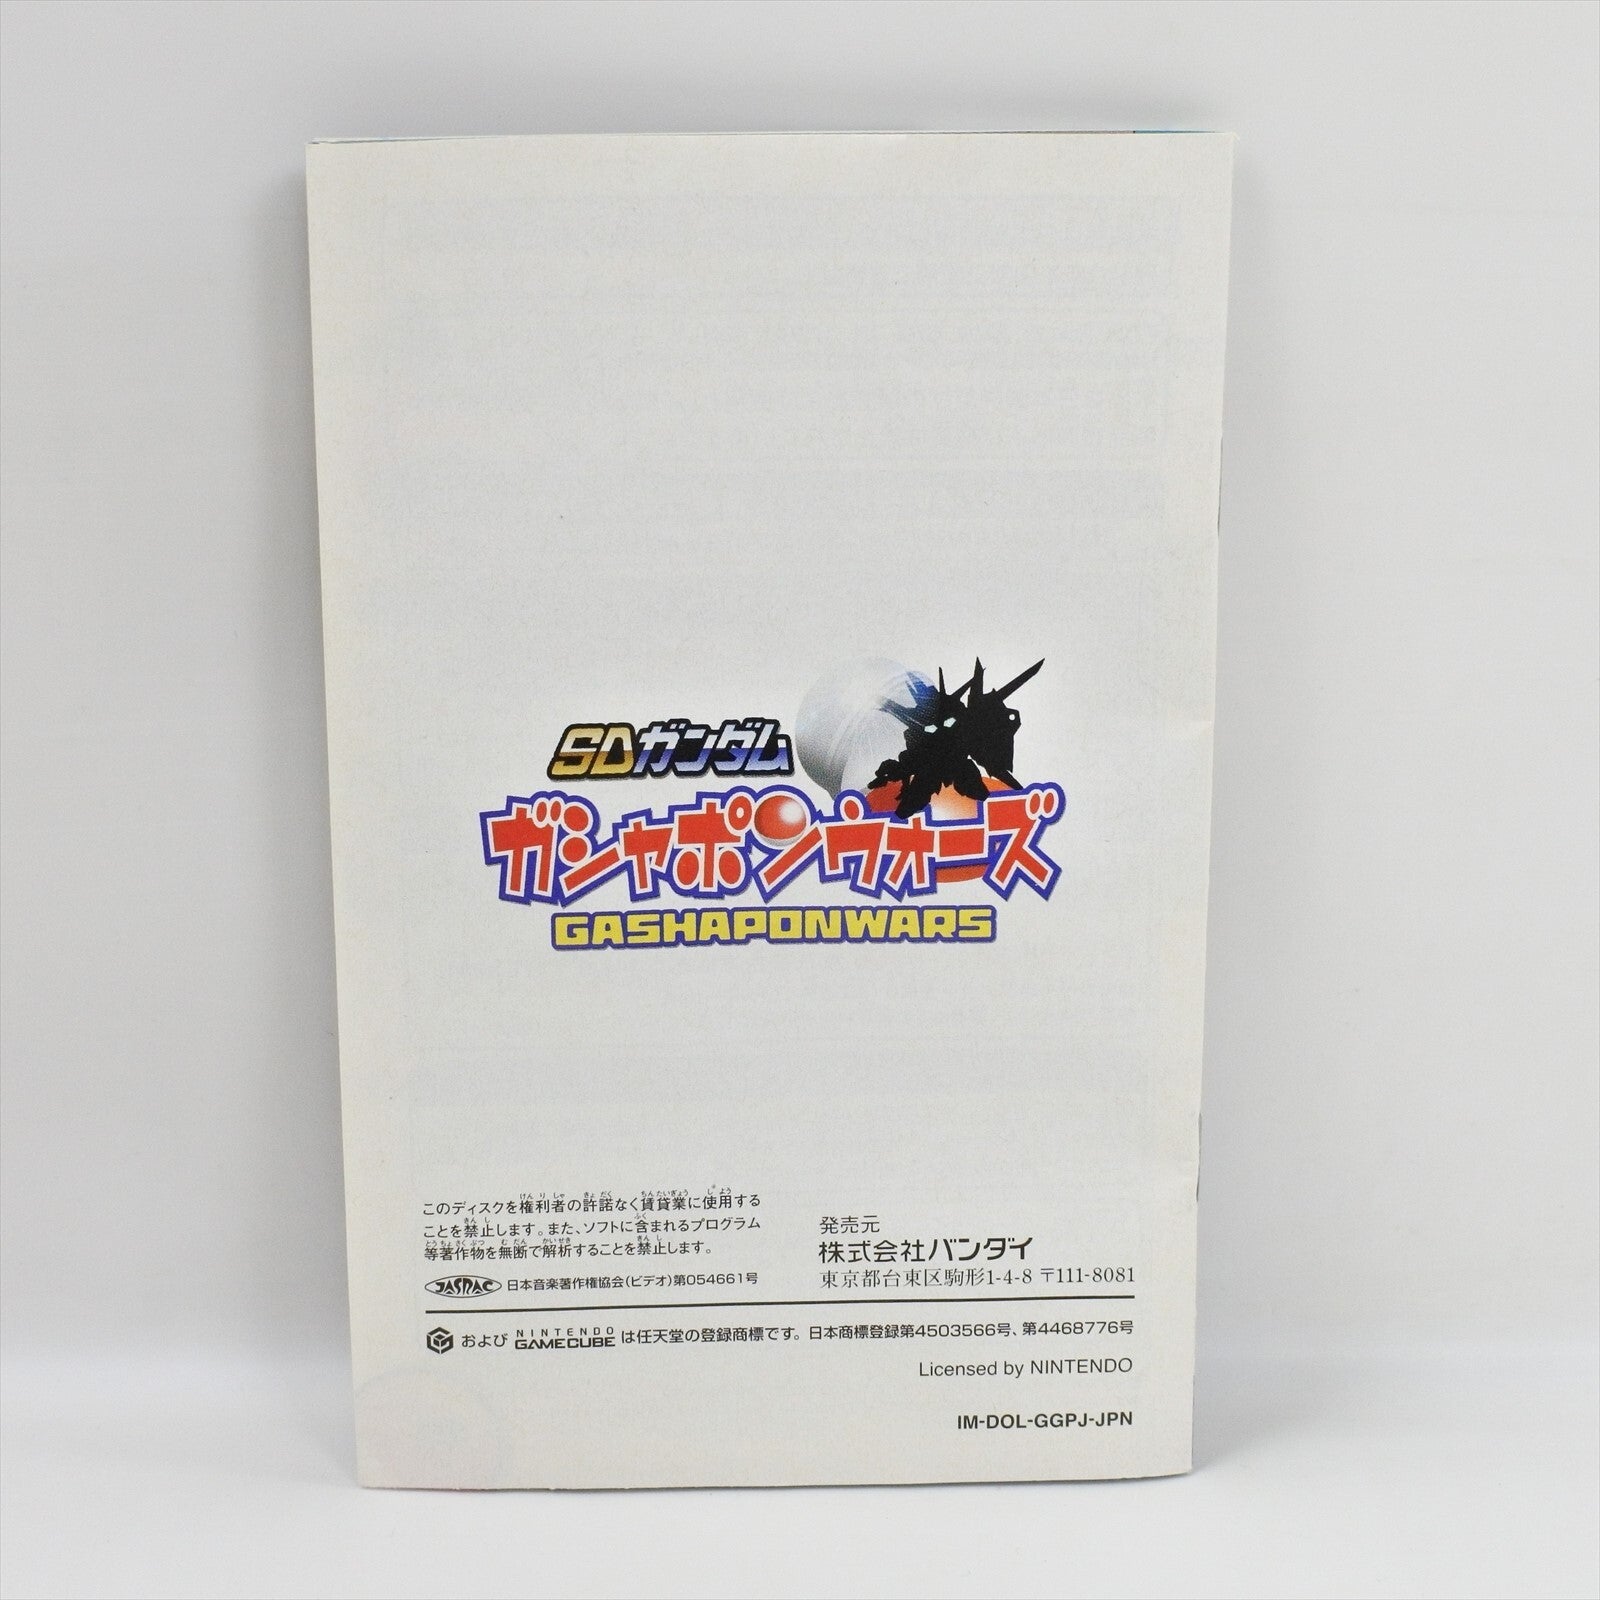 SDガンダム
ガシャポンウォーズ
GASHAPONWARS
このディスクを権利者の許諾なく賃貸業に使用する
ことを禁止します。また、ソフトに含まれるプログラム
等著作物を無断で解析することを禁止します。
JASRAC 日本音楽著作権協会(ビデオ)第054661号
発売元
株式会社バンダイ
東京都台東区駒形1-4-8 〒111-8081
および NINTENDO GAMECUBE は任天堂の登録商標です。日本商標登録第4503566号、第4468776号
Licensed by NINTENDO
IM-DOL-GGPJ-JPN